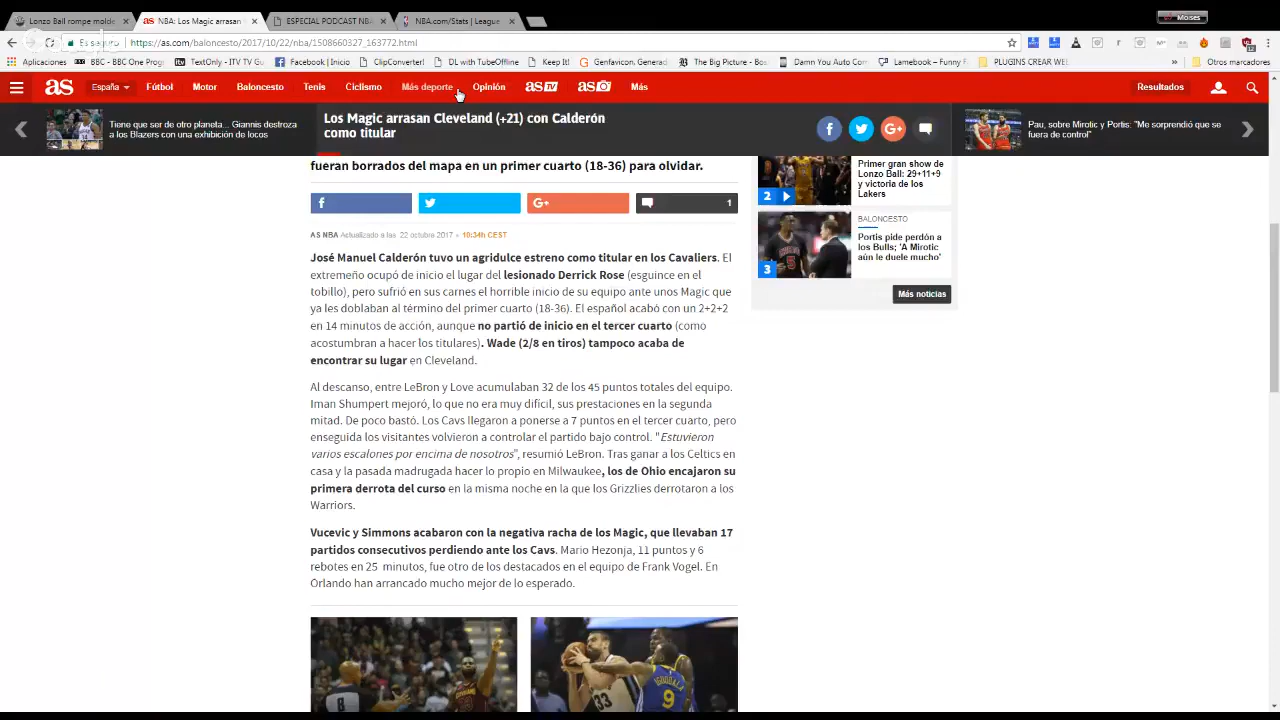 Lonzo Ball rompe molde
NBA: Los Magic arrasan
ESPECIAL PODCAST NBA
NBA.com/Stats | League
Moises
Es seguro
https://as.com/baloncesto/2017/10/22/nba/1508660327_163772.html
Aplicaciones
BBC - BBC One Prog
TextOnly - ITV TV Gu
Facebook | Inicio
ClipConverter!
DL with TubeOffline
Keep It!
Genfavicon. Generad
The Big Picture - Bos
Damn You Auto Com
Lamebook – Funny F
PLUGINS CREAR WEB
»
Otros marcadores
as
España
Fútbol
Motor
Baloncesto
Tenis
Ciclismo
Más deporte
Opinión
as TV
as
Más
Resultados
Tiene que ser de otro planeta... Giannis destroza
a los Blazers con una exhibición de locos
Los Magic arrasan Cleveland (+21) con Calderón
como titular
f
G+
Pau, sobre Mirotic y Portis: "Me sorprendió que se
fuera de control"
fueran borrados del mapa en un primer cuarto (18-36) para olvidar.
f
G+
1
AS NBA Actualizado a las 22 octubre 2017 - 10:34h CEST
José Manuel Calderón tuvo un agridulce estreno como titular en los Cavaliers. El
extremeño ocupó de inicio el lugar del lesionado Derrick Rose (esguince en el
tobillo), pero sufrió en sus carnes el horrible inicio de su equipo ante unos Magic que
ya les doblaban al término del primer cuarto (18-36). El español acabó con un 2+2+2
en 14 minutos de acción, aunque no partió de inicio en el tercer cuarto (como
acostumbran a hacer los titulares). Wade (2/8 en tiros) tampoco acaba de
encontrar su lugar en Cleveland.
Al descanso, entre LeBron y Love acumulaban 32 de los 45 puntos totales del equipo.
Iman Shumpert mejoró, lo que no era muy difícil, sus prestaciones en la segunda
mitad. De poco bastó. Los Cavs llegaron a ponerse a 7 puntos en el tercer cuarto, pero
enseguida los visitantes volvieron a controlar el partido bajo control. "Estuvieron
varios escalones por encima de nosotros", resumió LeBron. Tras ganar a los Celtics en
casa y la pasada madrugada hacer lo propio en Milwaukee, los de Ohio encajaron su
primera derrota del curso en la misma noche en la que los Grizzlies derrotaron a los
Warriors.
Vucevic y Simmons acabaron con la negativa racha de los Magic, que llevaban 17
partidos consecutivos perdiendo ante los Cavs. Mario Hezonja, 11 puntos y 6
rebotes en 25 minutos, fue otro de los destacados en el equipo de Frank Vogel. En
Orlando han arrancado mucho mejor de lo esperado.
2
Primer gran show de
Lonzo Ball: 29+11+9
y victoria de los
Lakers
3
BALONCESTO
Portis pide perdón a
los Bulls; 'A Mirotic
aún le duele mucho'
Más noticias
8
33
9